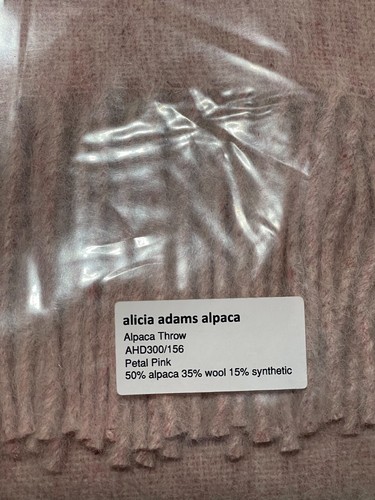 alicia adams alpaca
Alpaca Throw
AHD300/156
Petal Pink
50% alpaca 35% wool 15% synthetic